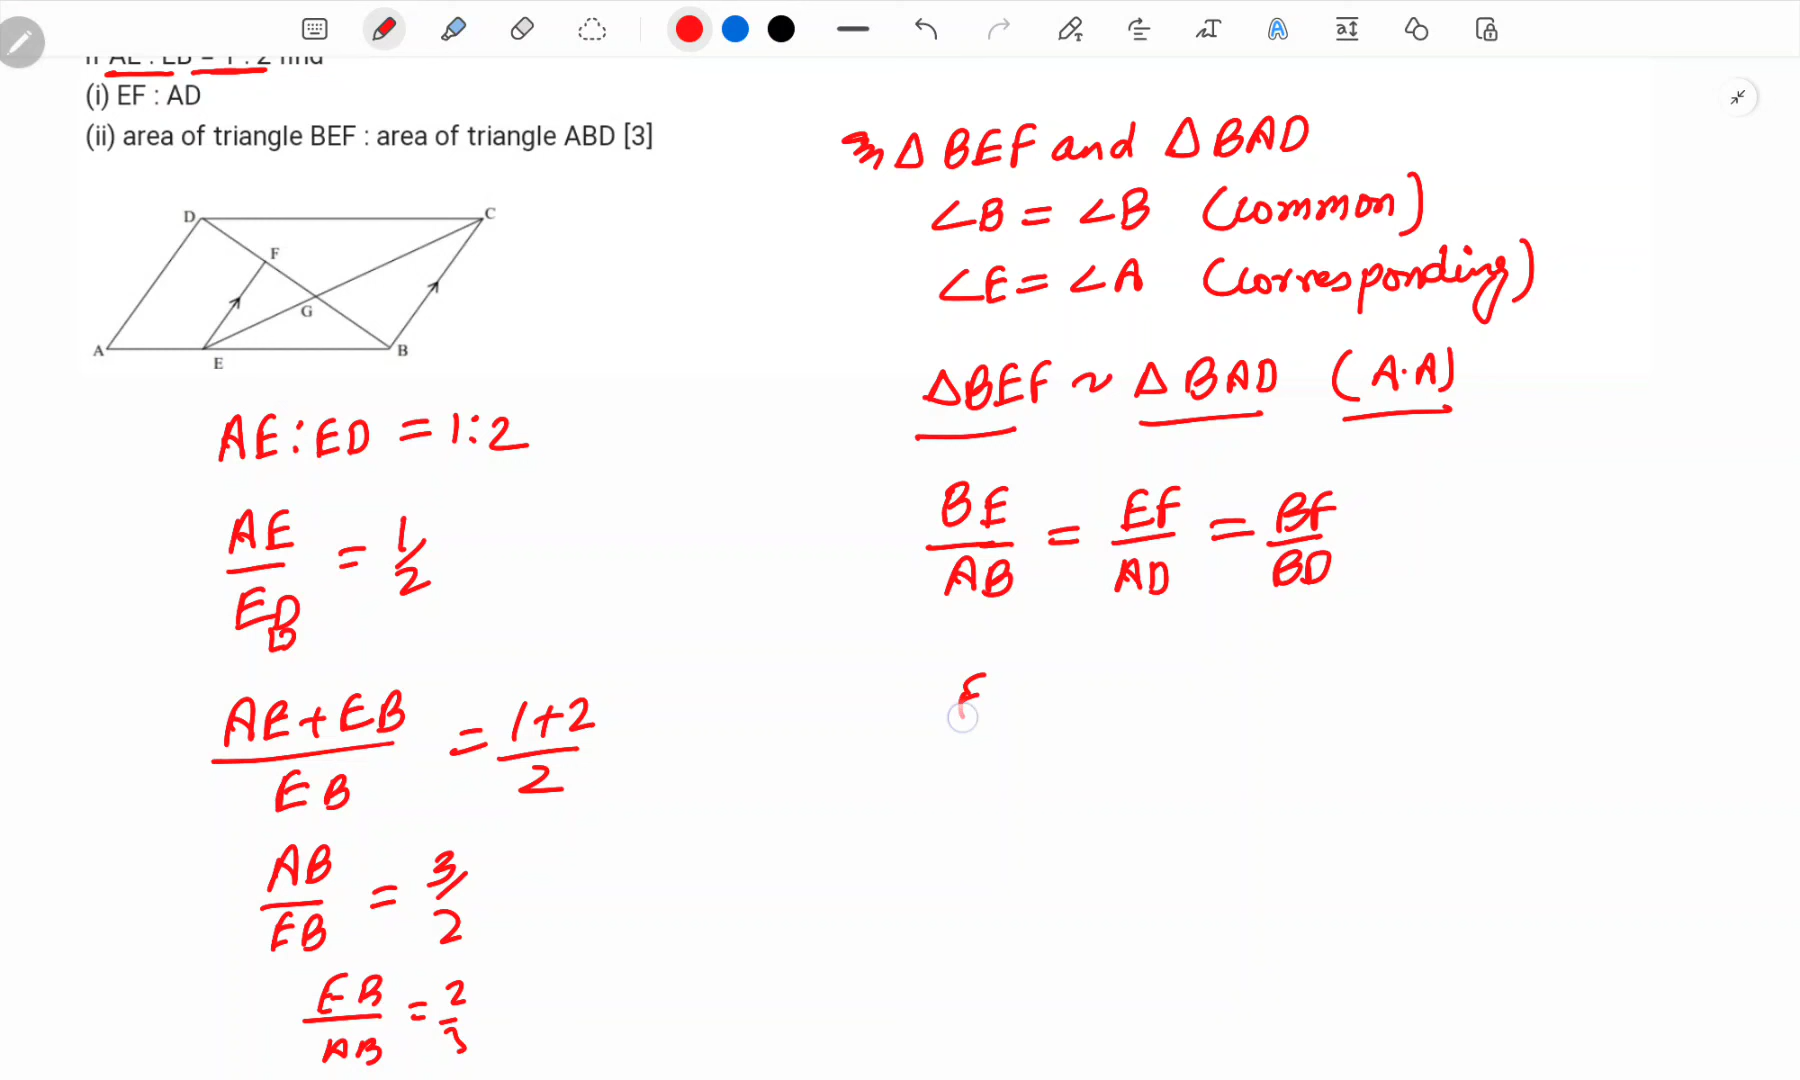 (i) EF : AD
(ii) area of triangle BEF : area of triangle ABD [3]
D
C
F
G
A
E
B
AE : ED = 1 : 2
AE/ED = 1/2
B
AE + EB/EB = 1+2/2
AB/EB = 3/2
EB/AB = 2/3
Δ BEF and Δ BAD
∠B = ∠B (common)
∠E = ∠A (corresponding)
ΔBEF ~ Δ BAD (A.A)
BE/AB = EF/AD = BF/BD